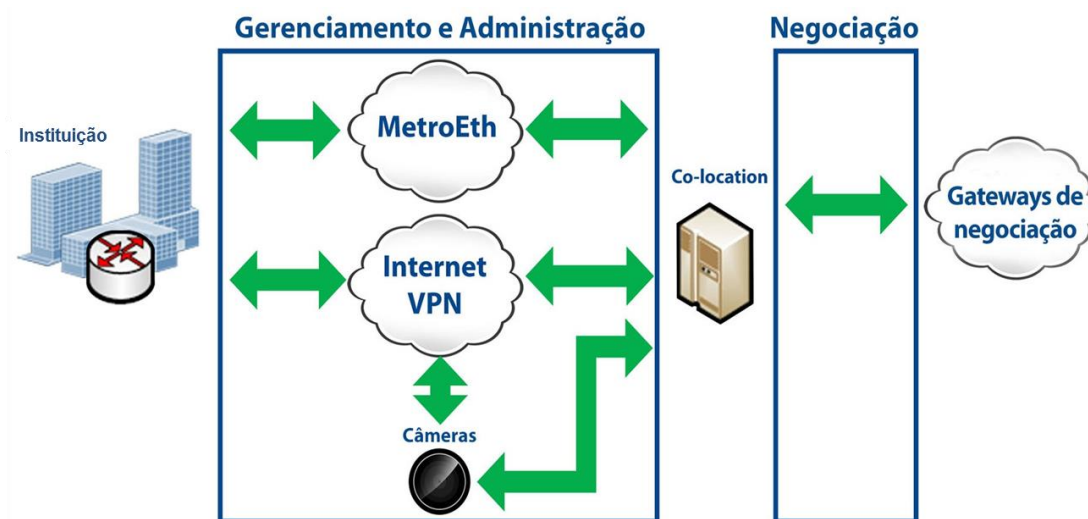 Gerenciamento e Administração
Negociação
Instituição
MetroEth
Co-location
Gateways de
negociação
Internet
VPN
Câmeras